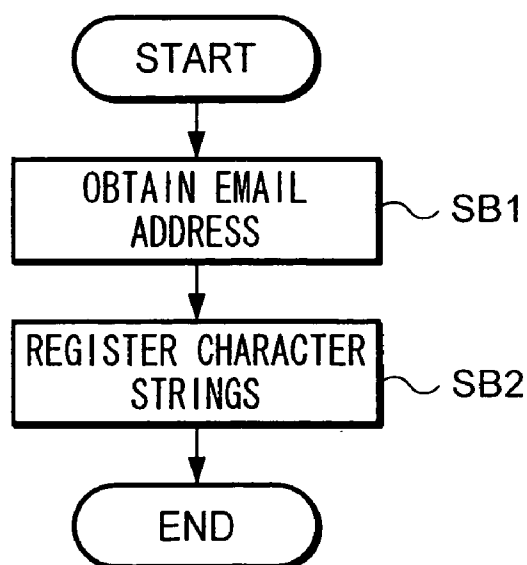 START
OBTAIN EMAIL
ADDRESS
SB1
REGISTER CHARACTER
STRINGS
SB2
END